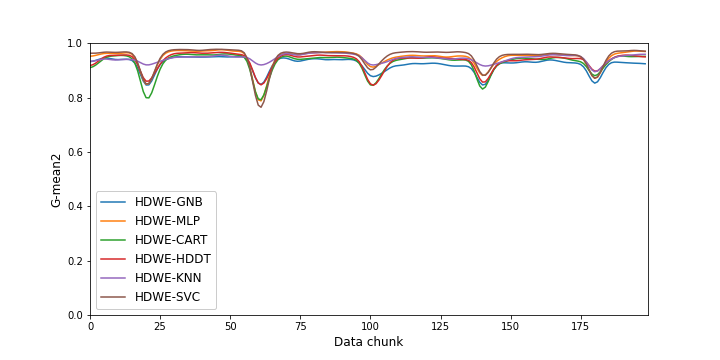 1.0
0.8
0.6
0.4
0.2
0.0
G-mean2
HDWE-GNB
HDWE-MLP
HDWE-CART
HDWE-HDDT
HDWE-KNN
HDWE-SVC
0 25 50 75 100 125 150 175
Data chunk